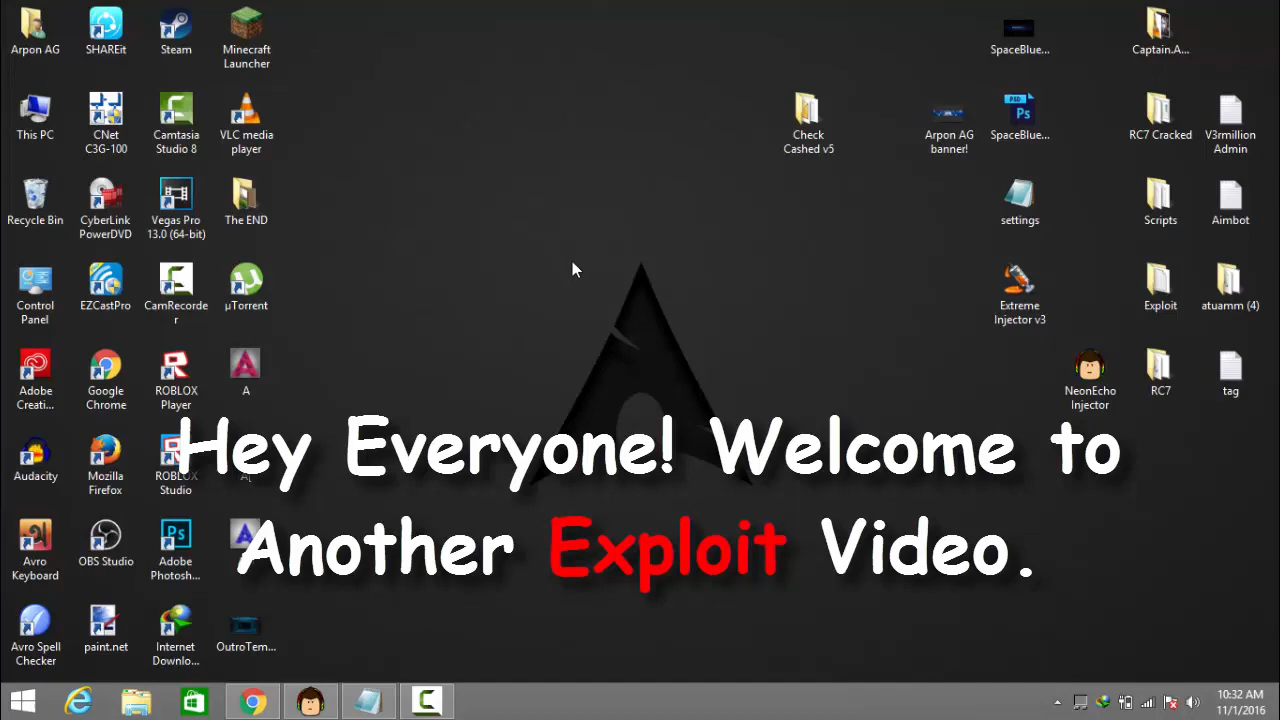 Arpon AG
SHAREit
Steam
Minecraft
Launcher
SpaceBlue...
Captain.A...
This PC
CNet
C3G-100
Camtasia
Studio 8
VLC media
player
Check
Cashed v5
Arpon AG
banner!
PSD
Ps
SpaceBlue...
RC7 Cracked
V3million
Admin
Recycle Bin
CyberLink
PowerDVD
Vegas Pro
13.0 (64-bit)
The END
settings
Scripts
Aimbot
Control
Panel
EZCastPro
CamRecorde
r
µTorrent
Extreme
Injector v3
Exploit
atuamm (4)
Adobe
Creati...
Google
Chrome
ROBLOX
Player
A
NeonEcho
Injector
RC7
tag
Hey Everyone! Welcome to
Another Exploit Video.
Audacity
Mozilla
Firefox
ROBLOX
Studio
Avro
Keyboard
OBS Studio
Ps
Adobe
Photosh...
Avro Spell
Checker
paint.net
Internet
Downlo...
OutroTem...
10:32 AM
11/1/2016